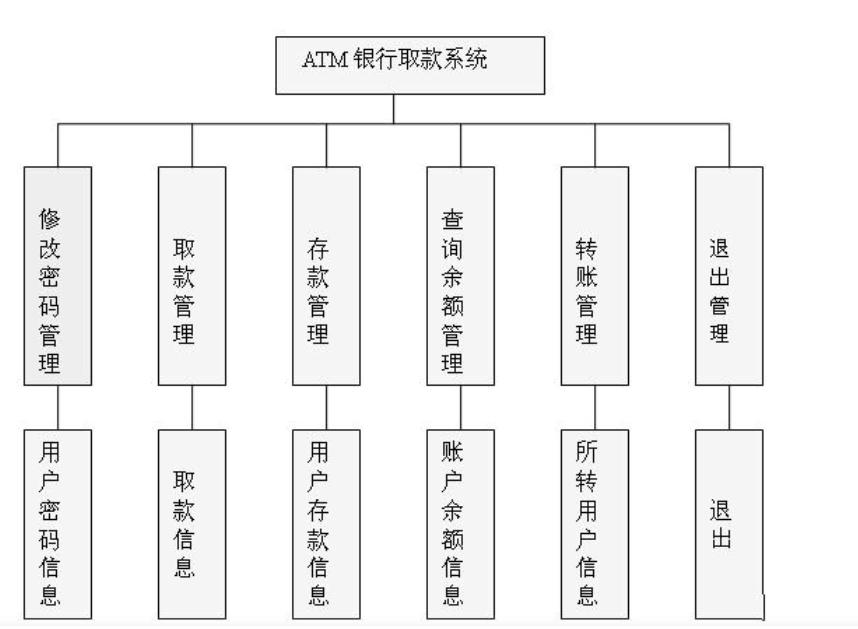 ATM 银行取款系统
修改密码管理
取款管理
存款管理
查询余额管理
转账管理
退出管理
用户密码信息
取款信息
用户存款信息
账户余额信息
所转用户信息
退出